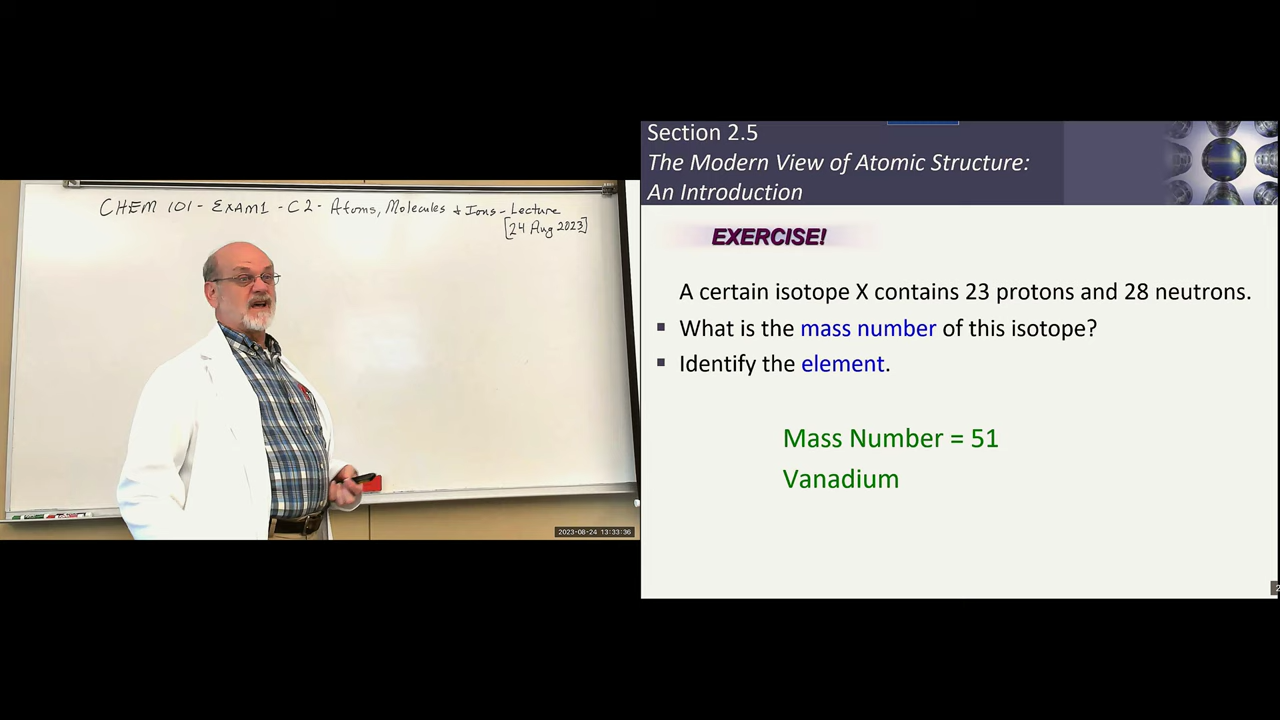 CHEM 101 - EXAM1 - C2 - Atoms, Molecules & Ions - Lecture
[24 Aug 2023]
2023-08-24 13:33:36
Section 2.5
The Modern View of Atomic Structure:
An Introduction
EXERCISE!
A certain isotope X contains 23 protons and 28 neutrons.
▪ What is the mass number of this isotope?
▪ Identify the element.
Mass Number = 51
Vanadium